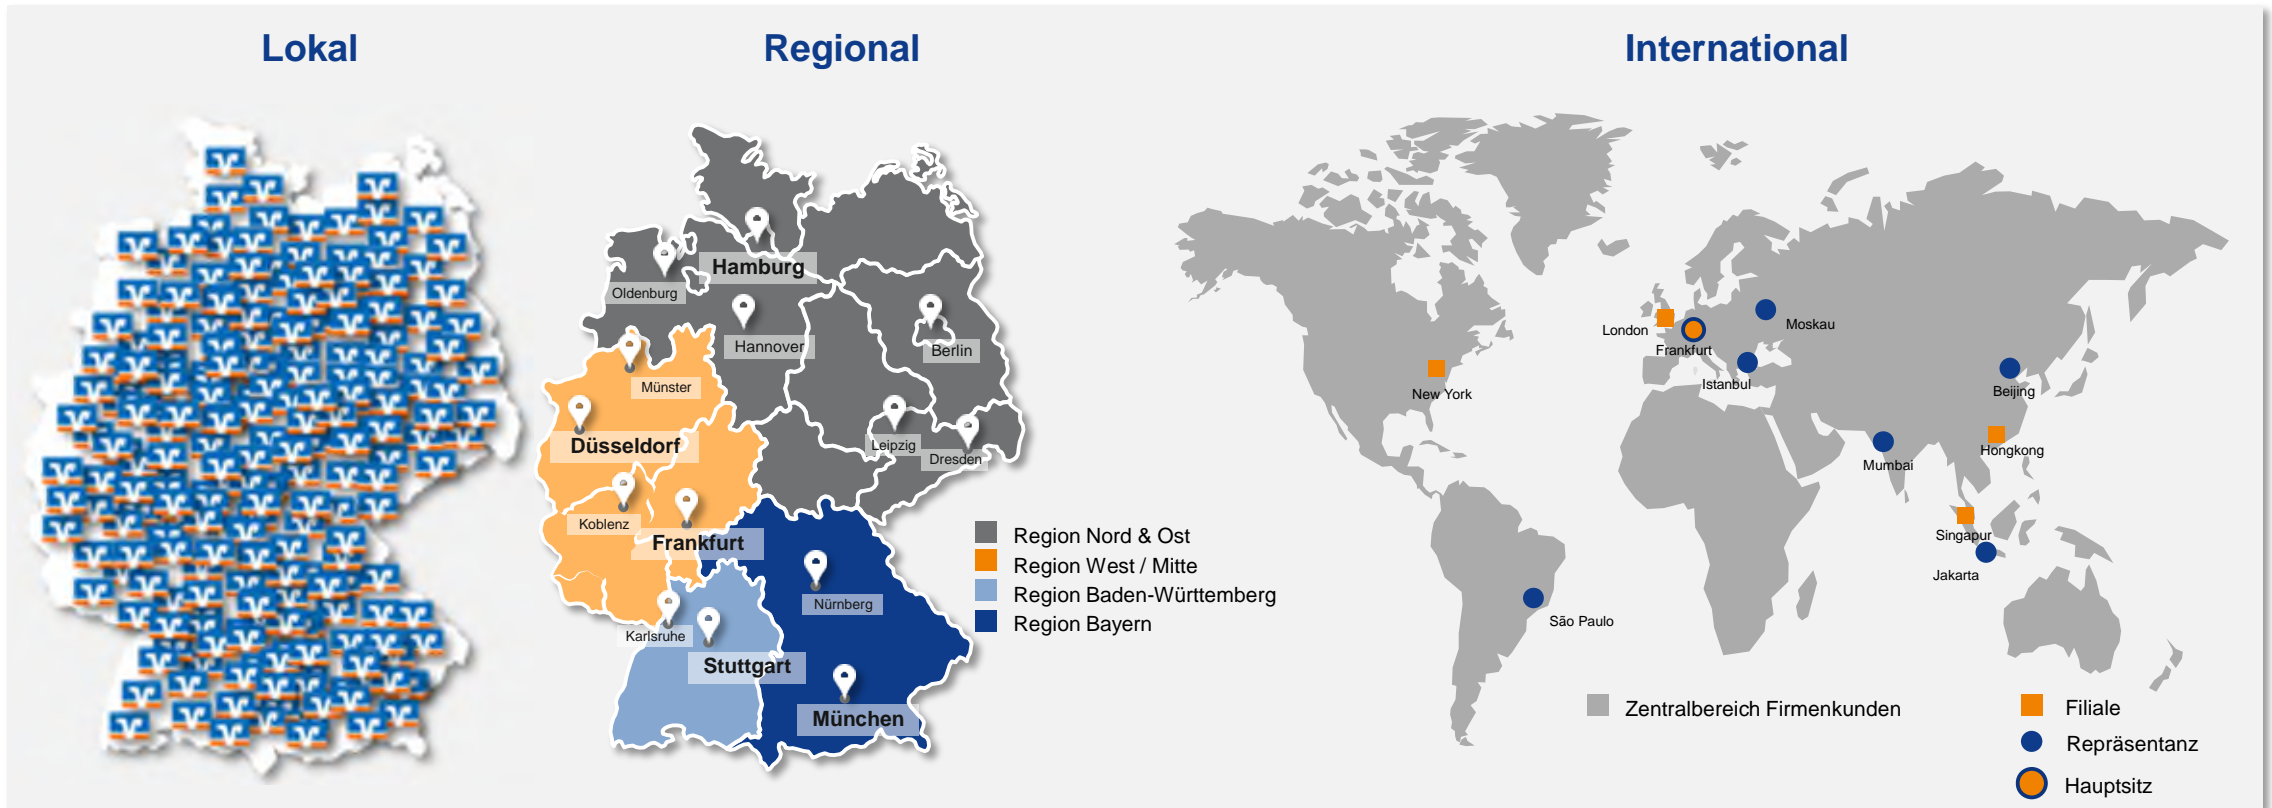 Lokal
Regional
International
Hamburg
Oldenburg
Hannover
Berlin
Münster
Düsseldorf
Leipzig
Dresden
Koblenz
Frankfurt
Nürnberg
Karlsruhe
Stuttgart
München
Region Nord & Ost
Region West / Mitte
Region Baden-Württemberg
Region Bayern
London
Moskau
Frankfurt
Istanbul
New York
Beijing
Hongkong
Mumbai
Singapur
Jakarta
São Paulo
Zentralbereich Firmenkunden
Filiale
Repräsentanz
Hauptsitz